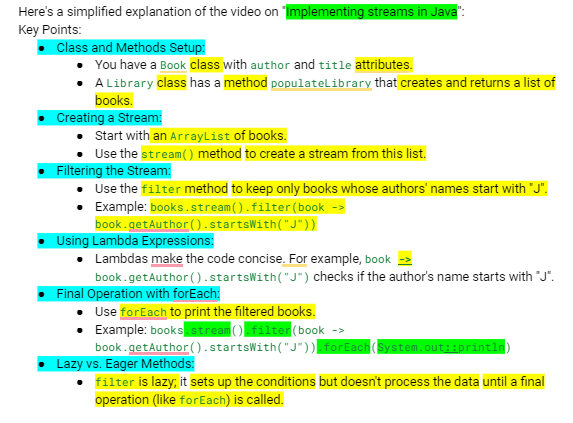 Here's a simplified explanation of the video on "Implementing streams in Java":
Key Points:
● Class and Methods Setup:
● You have a Book class with author and title attributes.
● A Library class has a method populateLibrary that creates and returns a list of
books.
● Creating a Stream:
● Start with an ArrayList of books.
● Use the stream() method to create a stream from this list.
● Filtering the Stream:
● Use the filter method to keep only books whose authors' names start with "J".
● Example: books.stream().filter(book ->
book.getAuthor().startsWith("J"))
● Using Lambda Expressions:
● Lambdas make the code concise. For example, book ->
book.getAuthor().startsWith("J") checks if the author's name starts with "J".
● Final Operation with forEach:
● Use forEach to print the filtered books.
● Example: books.stream().filter(book ->
book.getAuthor().startsWith("J")).forEach(System.out::println)
● Lazy vs. Eager Methods:
● filter is lazy; it sets up the conditions but doesn't process the data until a final
operation (like forEach) is called.